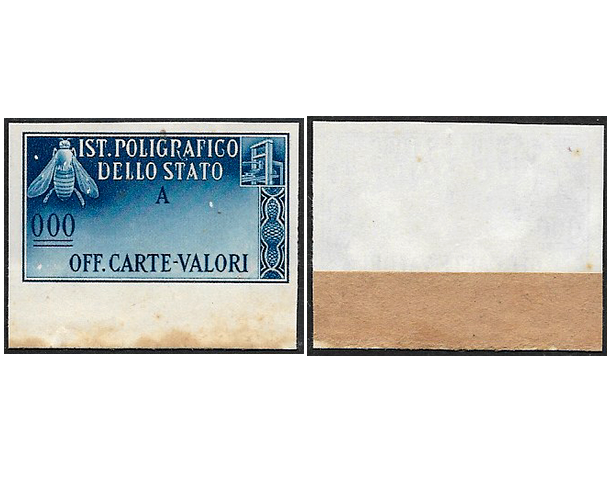 IST. POLIGRAFICO
DELLO STATO
A
000
OFF. CARTE-VALORI